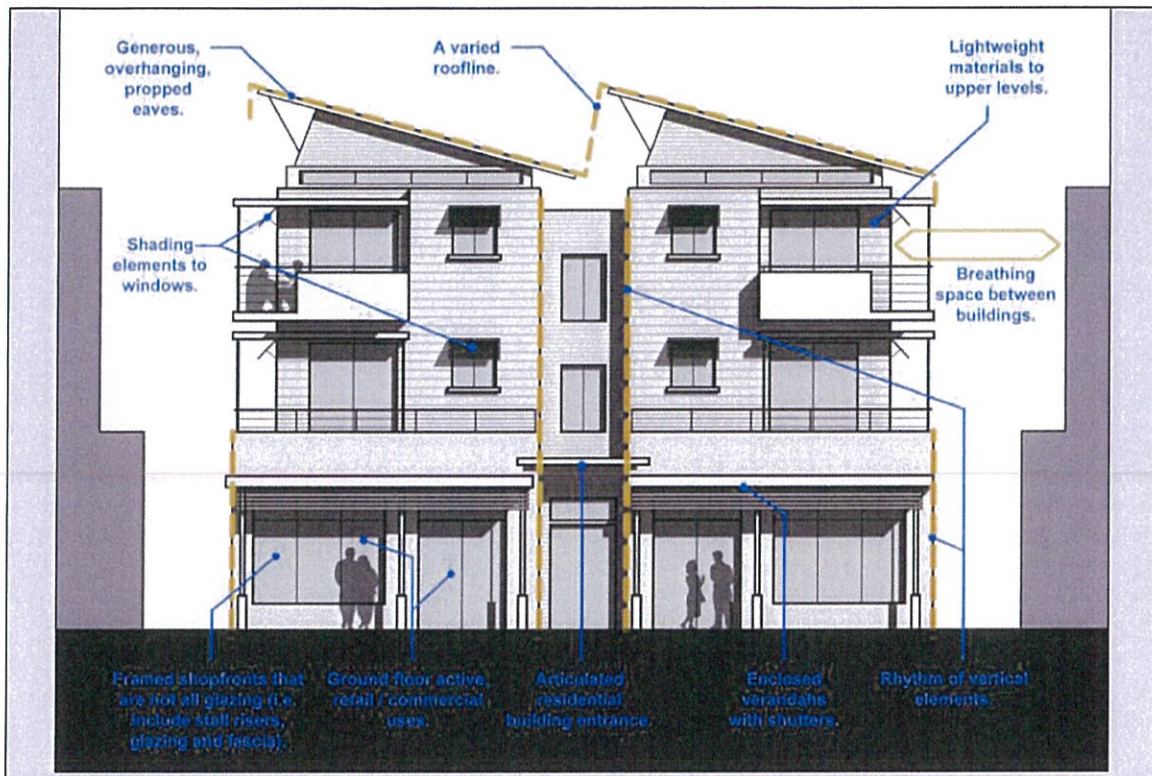 Generous,
overhanging,
propped
eaves.
A varied
roofline.
Lightweight
materials to
upper levels.
Shading
elements to
windows.
Breathing
space between
buildings.
Framed shopfronts that
are not all glazing (i.e.
include stall risers,
glazing and fascia).
Ground floor active,
retail / commercial
uses.
Articulated
residential
building entrance.
Enclosed
verandahs
with shutters.
Rhythm of vertical
elements.